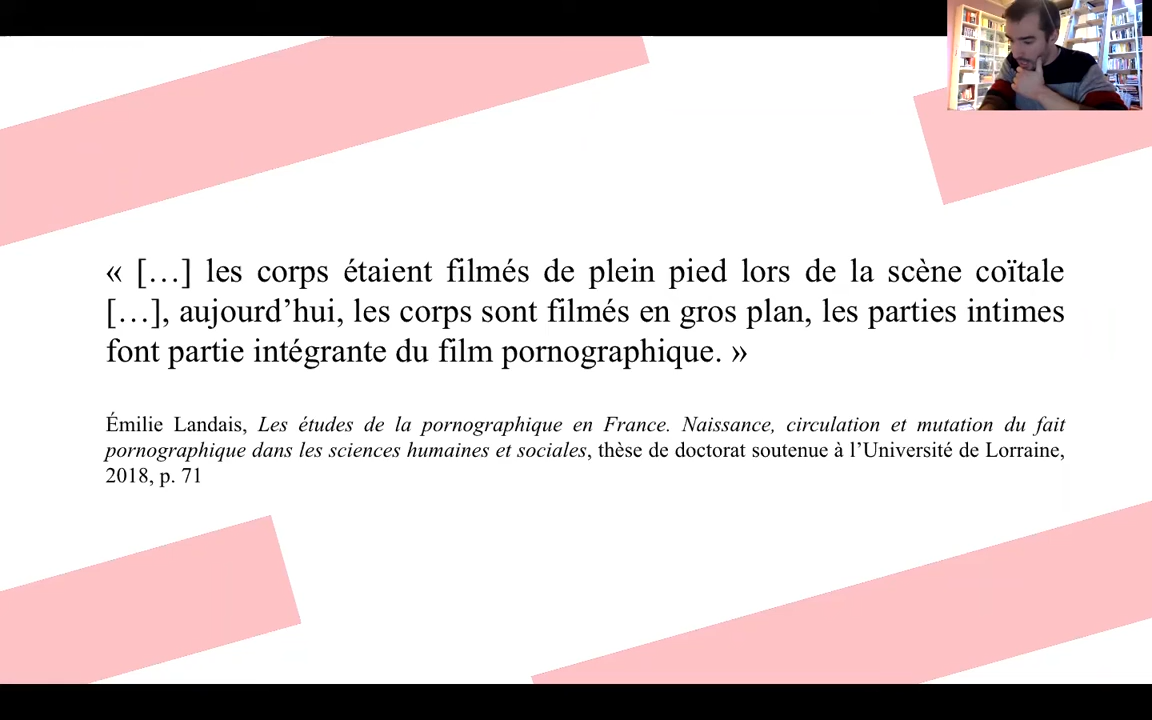 « […] les corps étaient filmés de plein pied lors de la scène coïtale
[…], aujourd’hui, les corps sont filmés en gros plan, les parties intimes
font partie intégrante du film pornographique. »
Émilie Landais, Les études de la pornographique en France. Naissance, circulation et mutation du fait
pornographique dans les sciences humaines et sociales, thèse de doctorat soutenue à l’Université de Lorraine,
2018, p. 71